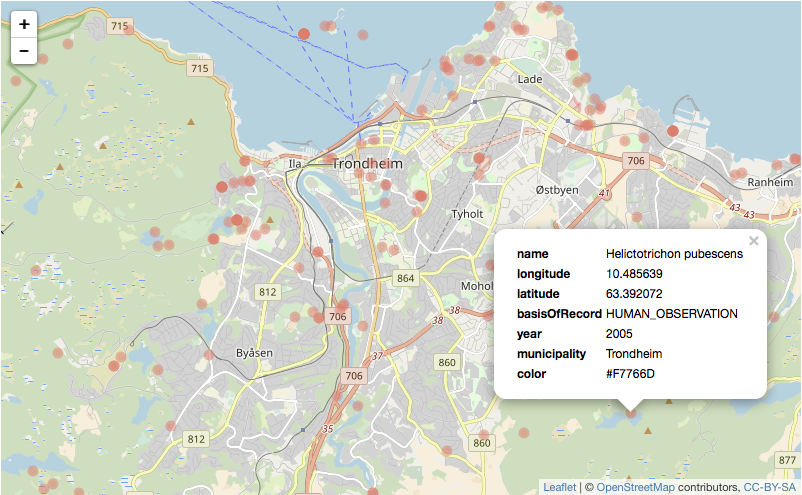 +
−
715
715
Lade
Ila
Trondheim
706
Ranheim
Østbyen
41
43
43
Tyholt
×
name Helictotrichon pubescens
longitude 10.485639
latitude 63.392072
basisOfRecord HUMAN_OBSERVATION
year 2005
municipality Trondheim
color #F7766D
864
Mohol
812
706
38
38
Byåsen
37
860
706
35
812
860
877
Leaflet | © OpenStreetMap contributors, CC-BY-SA